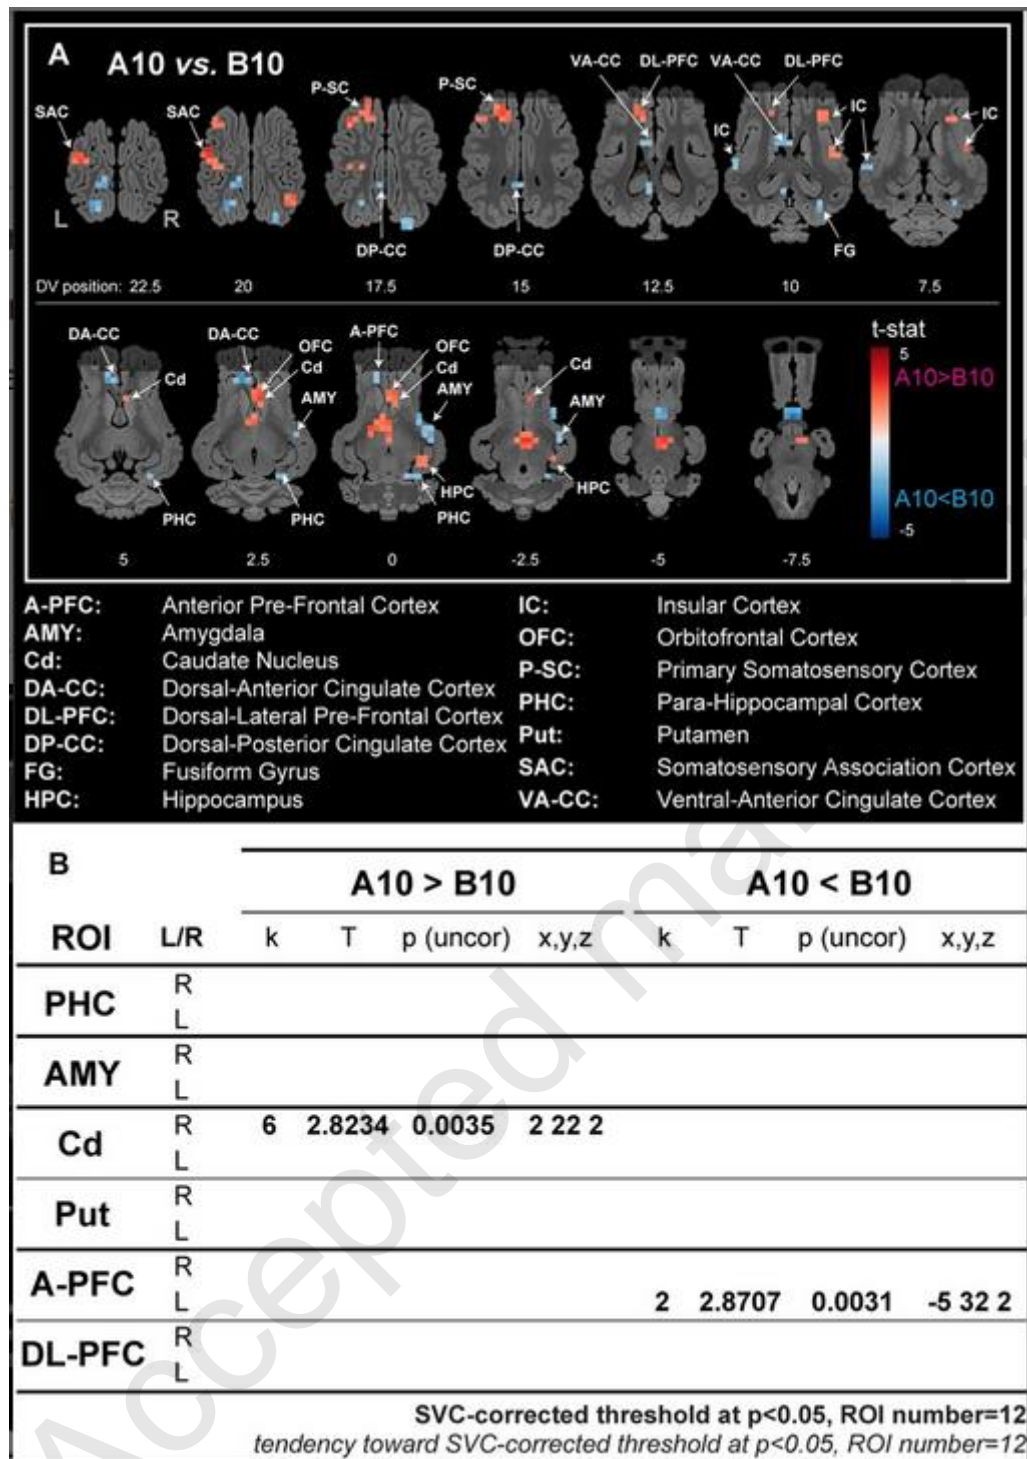 A
A10 vs. B10
SAC SAC P-SC P-SC VA-CC DL-PFC VA-CC DL-PFC IC IC IC
L R
DP-CC DP-CC FG
DV position: 22.5 20 17.5 15 12.5 10 7.5
DA-CC DA-CC A-PFC
Cd OFC Cd AMY OFC Cd AMY Cd AMY
PHC PHC HPC PHC HPC
5 2.5 0 -2.5 -5 -7.5
t-stat
5
A10>B10
A10<B10
-5
A-PFC: Anterior Pre-Frontal Cortex
AMY: Amygdala
Cd: Caudate Nucleus
DA-CC: Dorsal-Anterior Cingulate Cortex
DL-PFC: Dorsal-Lateral Pre-Frontal Cortex
DP-CC: Dorsal-Posterior Cingulate Cortex
FG: Fusiform Gyrus
HPC: Hippocampus
IC: Insular Cortex
OFC: Orbitofrontal Cortex
P-SC: Primary Somatosensory Cortex
PHC: Para-Hippocampal Cortex
Put: Putamen
SAC: Somatosensory Association Cortex
VA-CC: Ventral-Anterior Cingulate Cortex
B
A10 > B10 A10 < B10
ROI L/R k T p (uncor) x,y,z k T p (uncor) x,y,z
PHC R
L
AMY R
L
Cd R 6 2.8234 0.0035 2 22 2
L
Put R
L
A-PFC R
L 2 2.8707 0.0031 -5 32 2
DL-PFC R
L
SVC-corrected threshold at p<0.05, ROI number=12
tendency toward SVC-corrected threshold at p<0.05, ROI number=12
Accepted ma